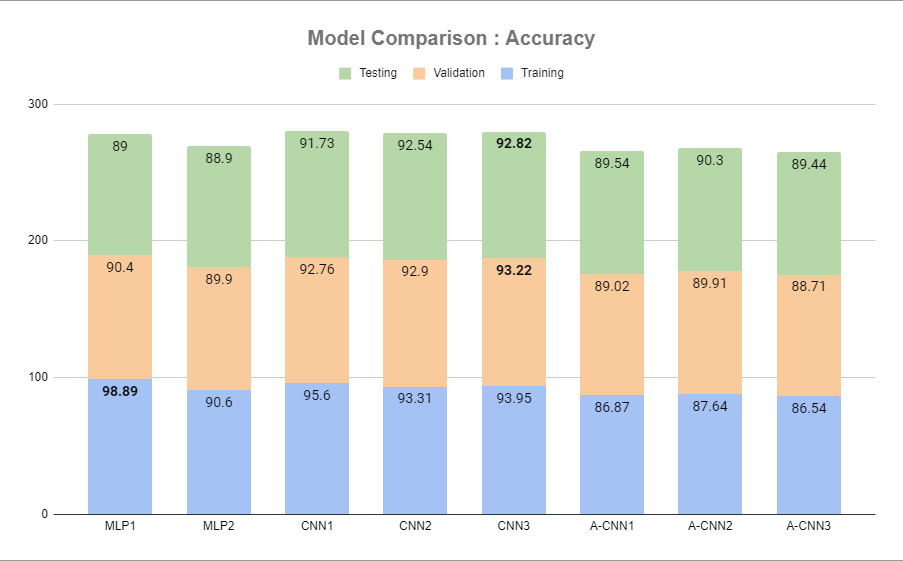 Model Comparison : Accuracy
Testing Validation Training
300
89 88.9 91.73 92.54 92.82 89.54 90.3 89.44
200
90.4 89.9 92.76 92.9 93.22 89.02 89.91 88.71
100
98.89 90.6 95.6 93.31 93.95 86.87 87.64 86.54
0
MLP1 MLP2 CNN1 CNN2 CNN3 A-CNN1 A-CNN2 A-CNN3